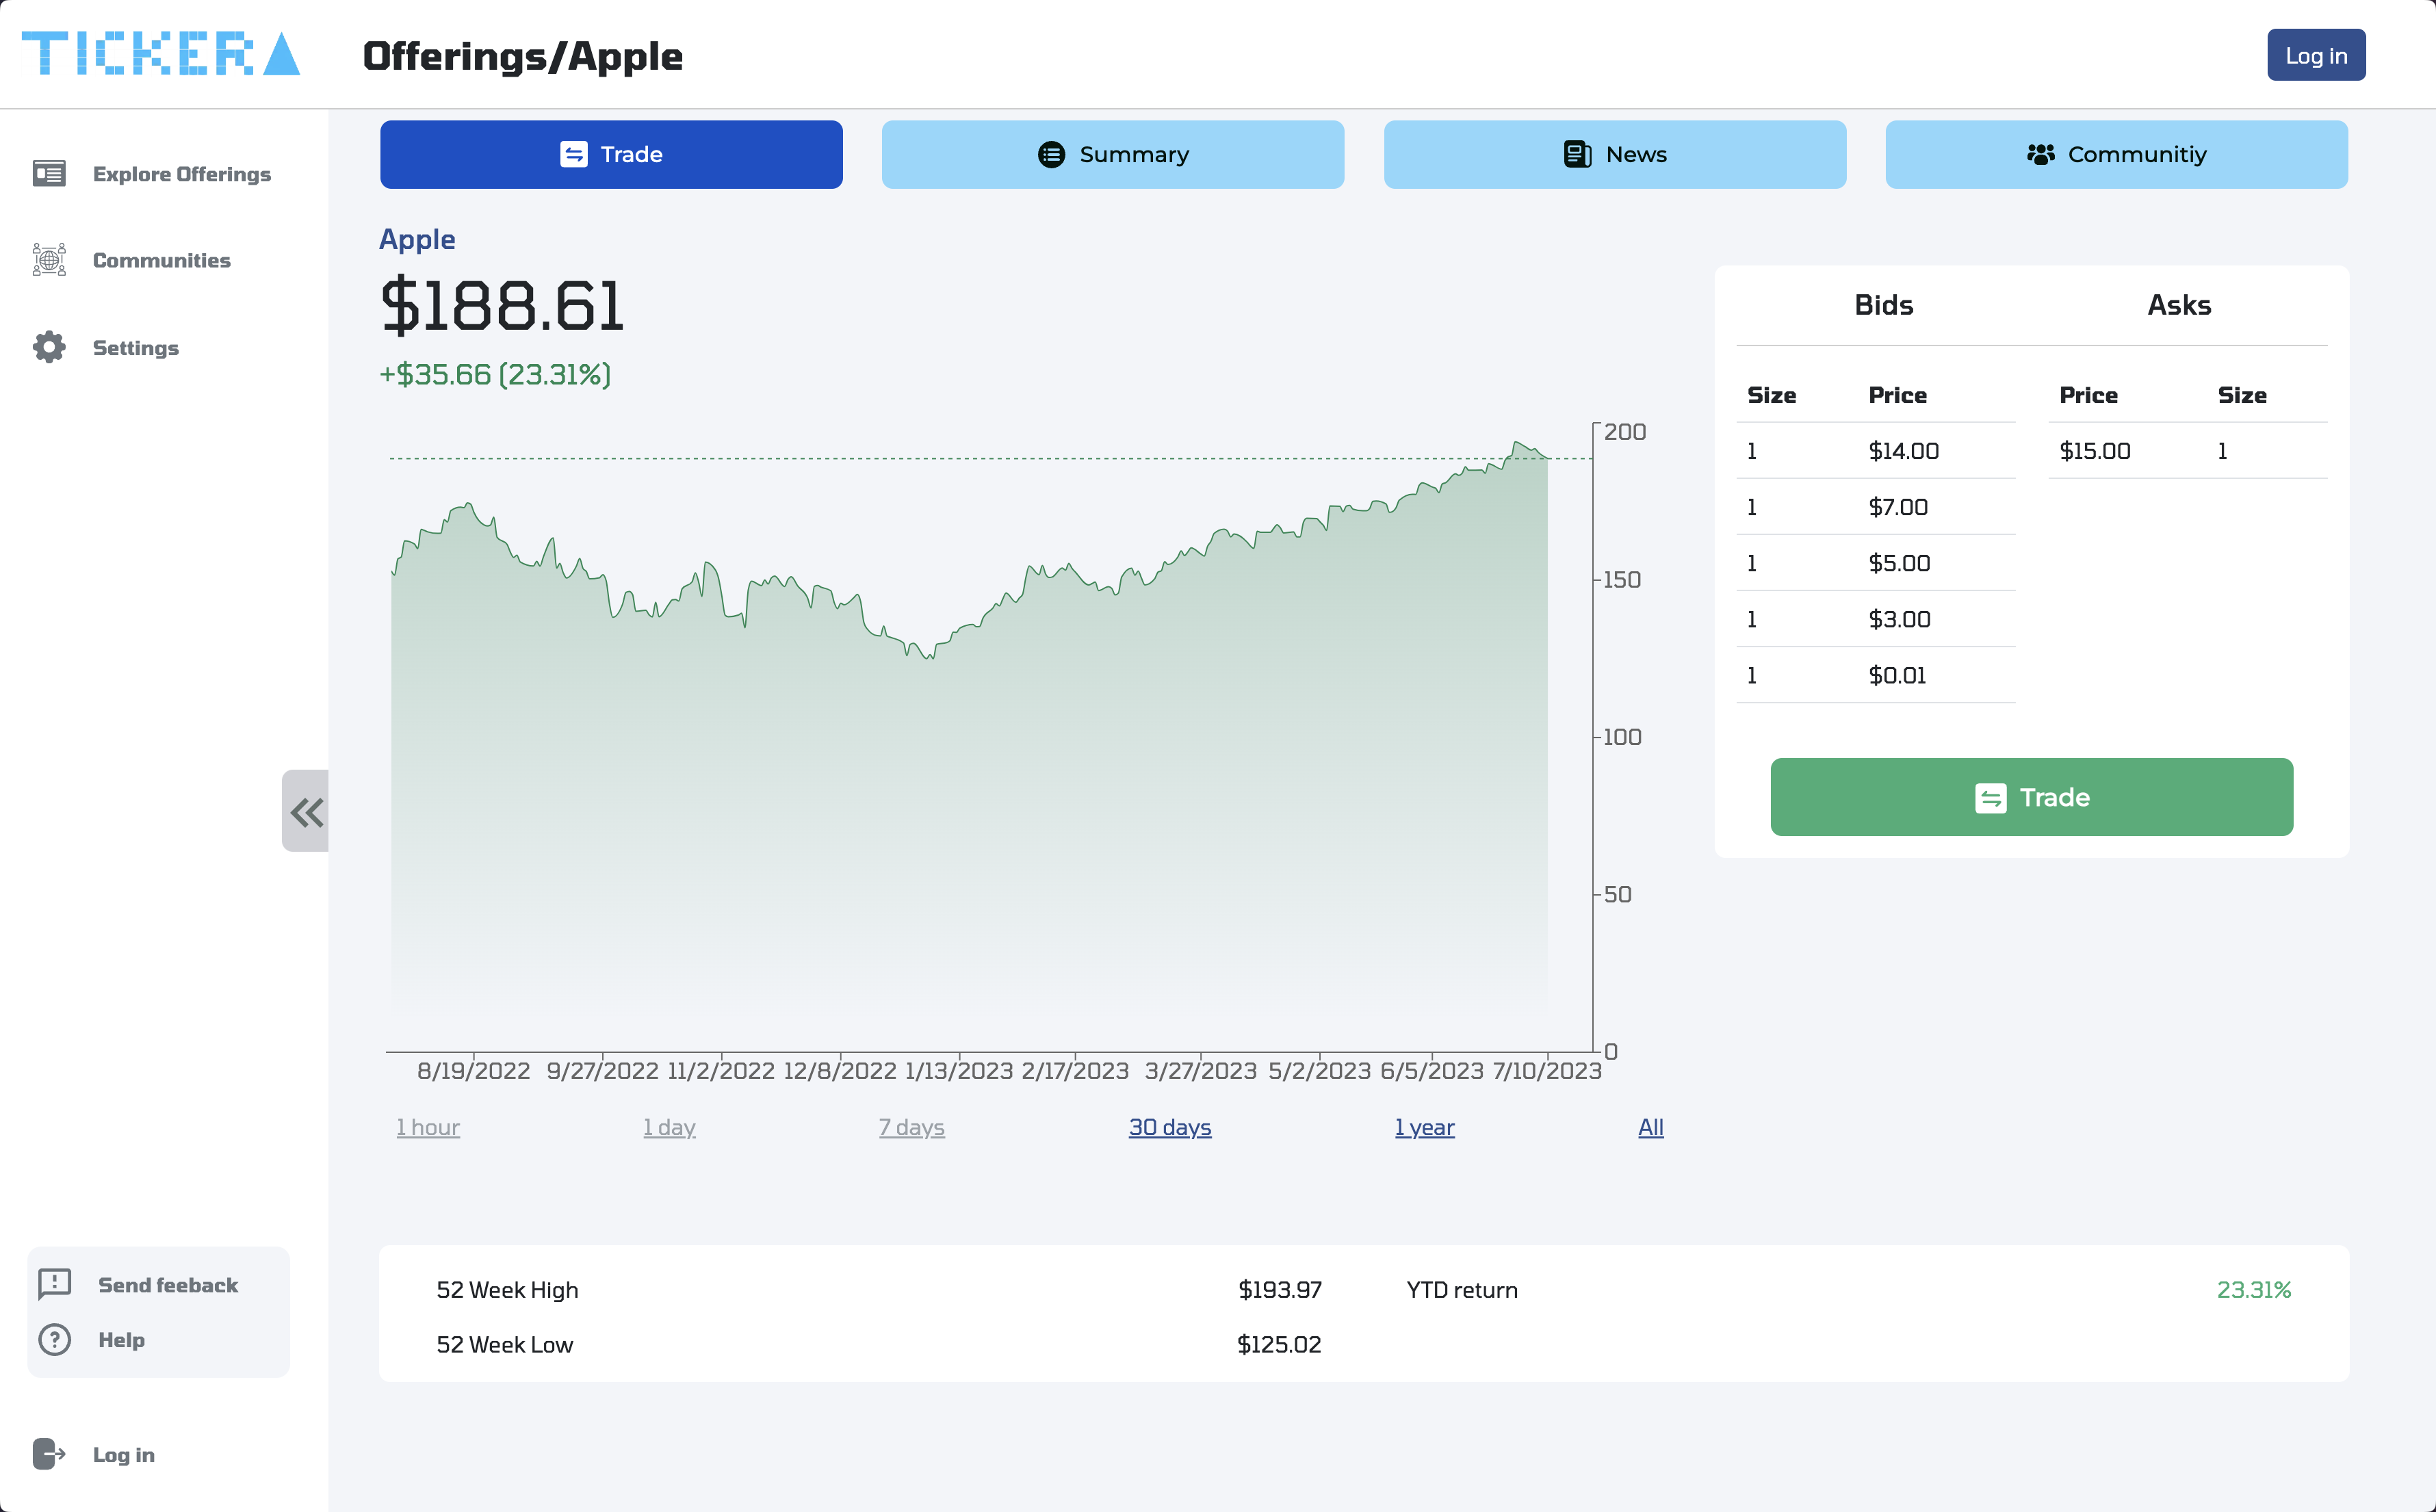 TICKER
Offerings/Apple
Log in
Explore Offerings
Communities
Settings
Trade
Summary
News
Communitiy
Apple
$188.61
+$35.66 (23.31%)
200
150
100
50
0
8/19/2022 9/27/2022 11/2/2022 12/8/2022 1/13/2023 2/17/2023 3/27/2023 5/2/2023 6/5/2023 7/10/2023
1 hour 1 day 7 days 30 days 1 year All
Bids Asks
Size Price Price Size
1 $14.00 $15.00 1
1 $7.00
1 $5.00
1 $3.00
1 $0.01
Trade
52 Week High $193.97 YTD return 23.31%
52 Week Low $125.02
Send feeback
Help
Log in